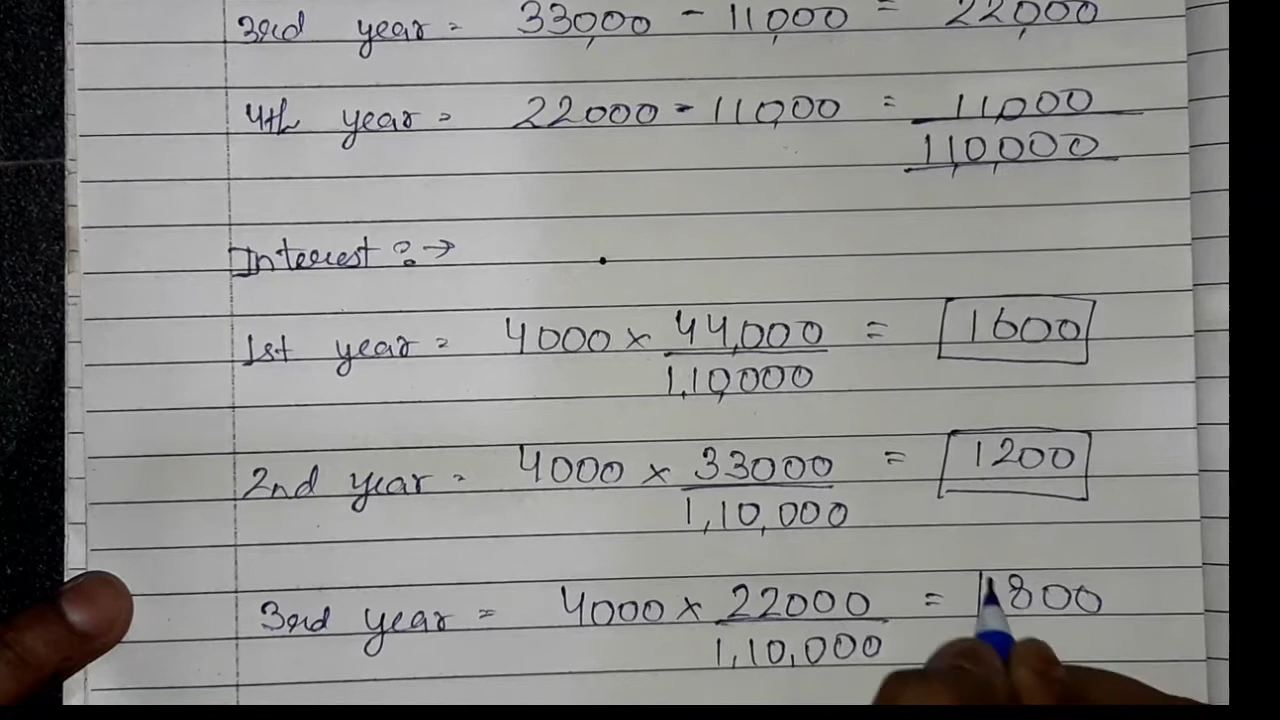 3rd year = 33,000 - 11,000 = 22,000
4th year = 22000 - 11,000 = 11,000
110,000
Interest :→
1st year = 4000 × 44,000 = 1600
1,10,000
2nd year = 4000 × 33000 = 1200
1,10,000
3rd year = 4000 × 22000 = 800
1,10,000